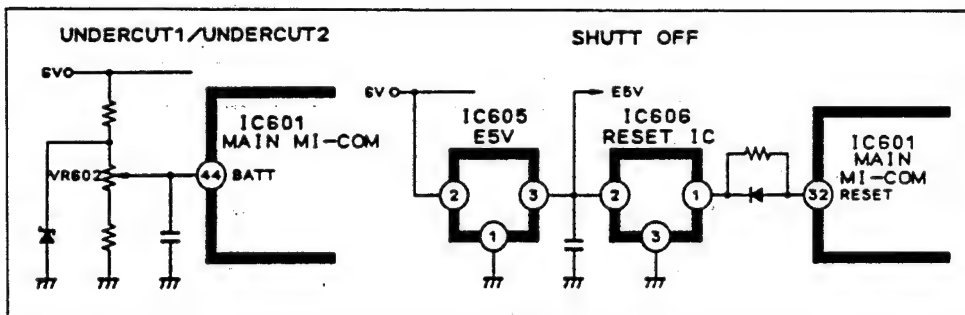 UNDERCUT1/UNDERCUT2
SHUTT OFF
6V
IC601
MAIN MI-COM
VR602
44
BATT
6V
E5V
IC605
E5V
IC606
RESET IC
2
3
1
2
1
3
IC601
MAIN
MI-COM
RESET
32